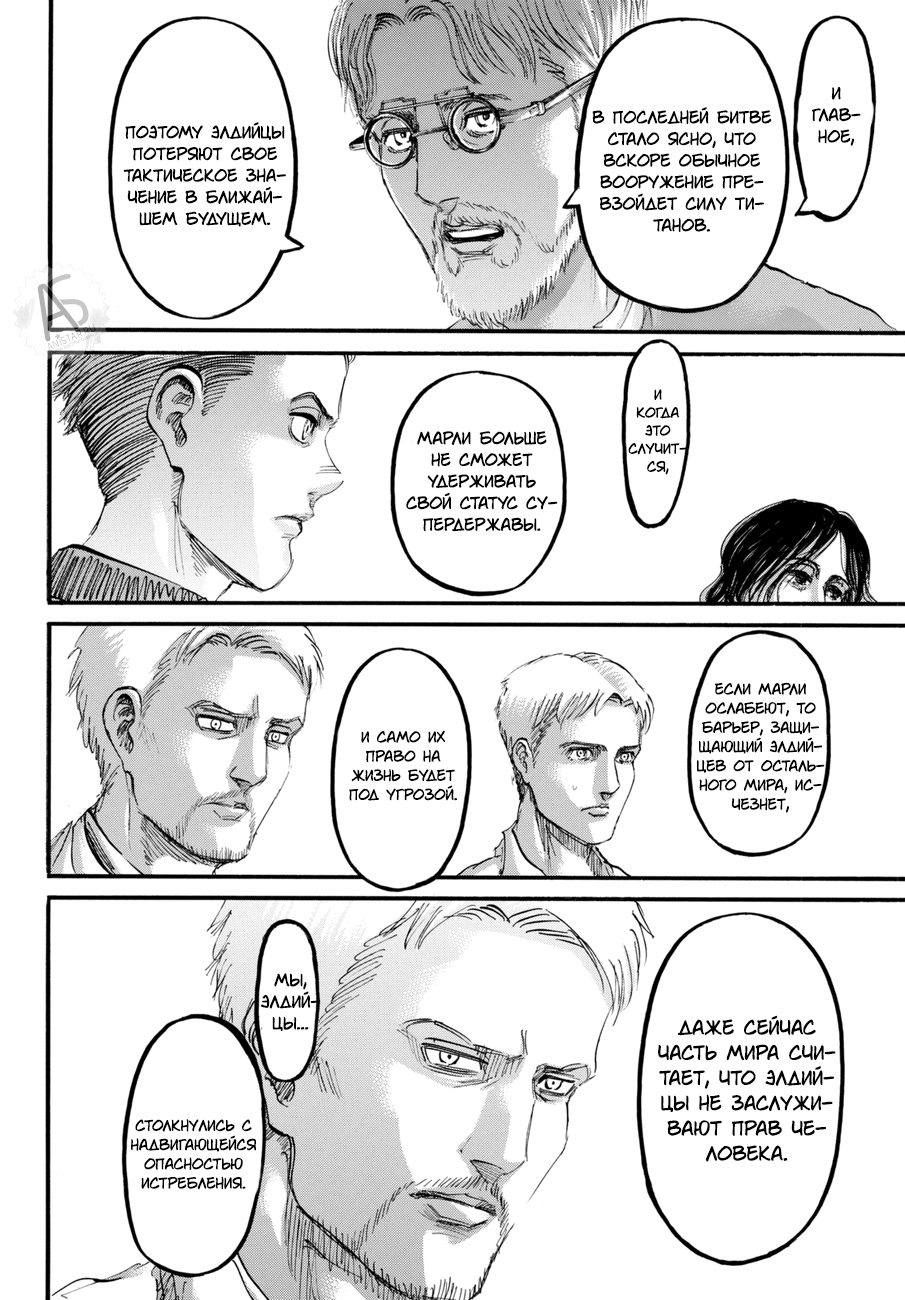 И
ГЛАВ-
НОЕ,
В ПОСЛЕДНЕЙ БИТВЕ
СТАЛО ЯСНО, ЧТО
ВСКОРЕ ОБЫЧНОЕ
ВООРУЖЕНИЕ ПРЕ-
ВЗОЙДЕТ СИЛУ ТИ-
ТАНОВ.
ПОЭТОМУ ЭЛДИЙЦЫ
ПОТЕРЯЮТ СВОЕ
ТАКТИЧЕСКОЕ ЗНА-
ЧЕНИЕ В БЛИЖАЙ-
ШЕМ БУДУЩЕМ.
И
КОГДА
ЭТО
СЛУЧИТ-
СЯ,
МАРЛИ БОЛЬШЕ
НЕ СМОЖЕТ
УДЕРЖИВАТЬ
СВОЙ СТАТУС СУ-
ПЕРДЕРЖАВЫ.
ЕСЛИ МАРЛИ
ОСЛАБЕЮТ, ТО
БАРЬЕР, ЗАЩИ-
ЩАЮЩИЙ ЭЛДИЙ-
ЦЕВ ОТ ОСТАЛЬ-
НОГО МИРА, ИС-
ЧЕЗНЕТ,
И САМО ИХ
ПРАВО НА
ЖИЗНЬ БУДЕТ
ПОД УГРОЗОЙ.
ДАЖЕ СЕЙЧАС
ЧАСТЬ МИРА СЧИ-
ТАЕТ, ЧТО ЭЛДИЙ-
ЦЫ НЕ ЗАСЛУЖИ-
ВАЮТ ПРАВ ЧЕ-
ЛОВЕКА.
МЫ,
ЭЛДИЙ-
ЦЫ...
СТОЛКНУЛИСЬ С
НАДВИГАЮЩЕЙСЯ
ОПАСНОСТЬЮ
ИСТРЕБЛЕНИЯ.